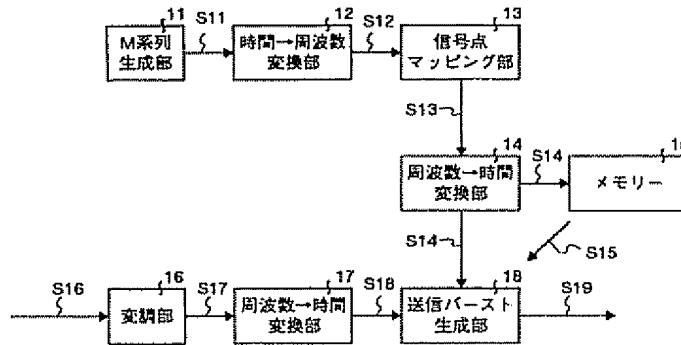 11
S11
12
S12
13
M系列
生成部
時間→周波数
変換部
信号点
マッピング部
S13
14
S14
周波数→時間
変換部
メモリー
S14
S15
S16
16
S17
17
S18
18
S19
変調部
周波数→時間
変換部
送信バースト
生成部